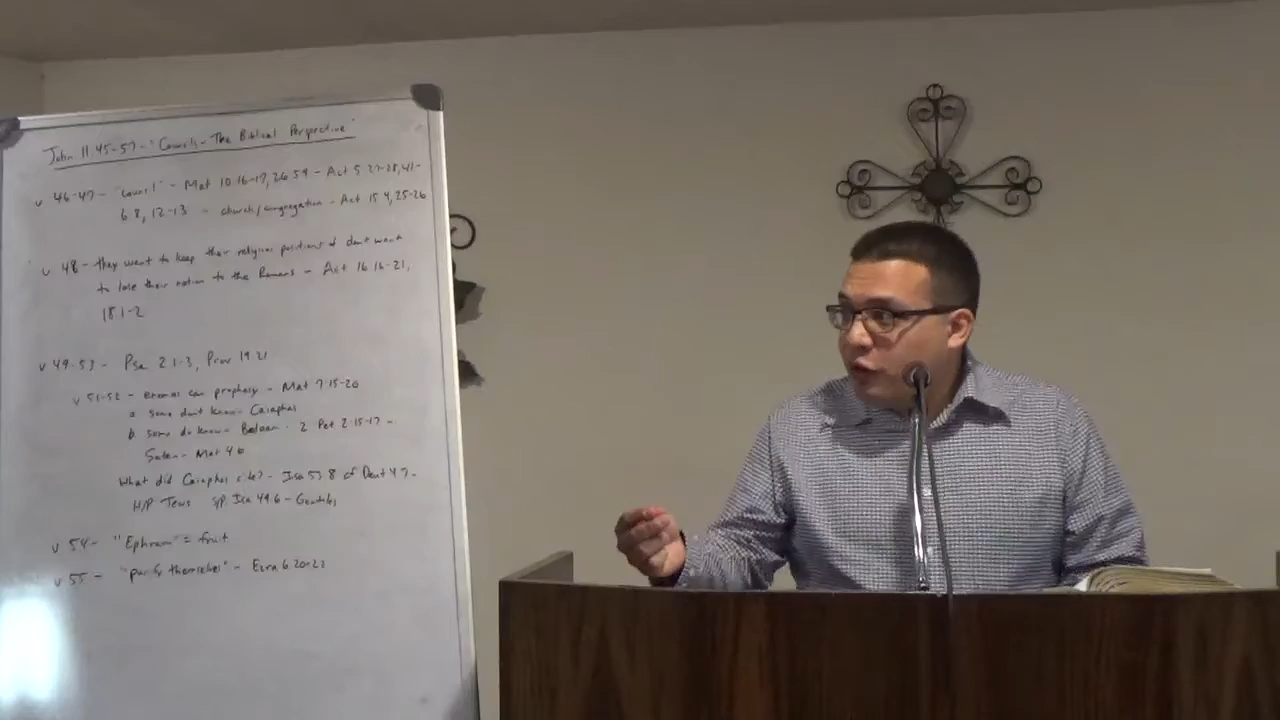 John 11:45-57 - "Councils - The Biblical Perspective"
v 46-47 - "council" - Mat 10 16-17, 26 59 - Act 5 27-28, 41-
6 8, 12-13 - church/congregation - Act 15 4, 25-26
v 48 - they want to keep their religious positions & don't want
to lose their nation to the Romans - Act 16 16-21,
18:1-2
v 49-53 - Psa 2 1-3, Prov 19 21
v 51-52 - enemies can prophesy - Mat 7:15-20
a some don't know - Caiaphas
b some do know - Balaam - 2 Pet 2:15-17 -
Satan - Mat 4 6
What did Caiaphas cite? - Isa 53 8 cf Deut 4 7 -
H/P Jews S/P Isa 49 6 - Gentiles
v 54 - "Ephraim" = fruit
v 55 - "purify themselves" - Ezra 6 20-22